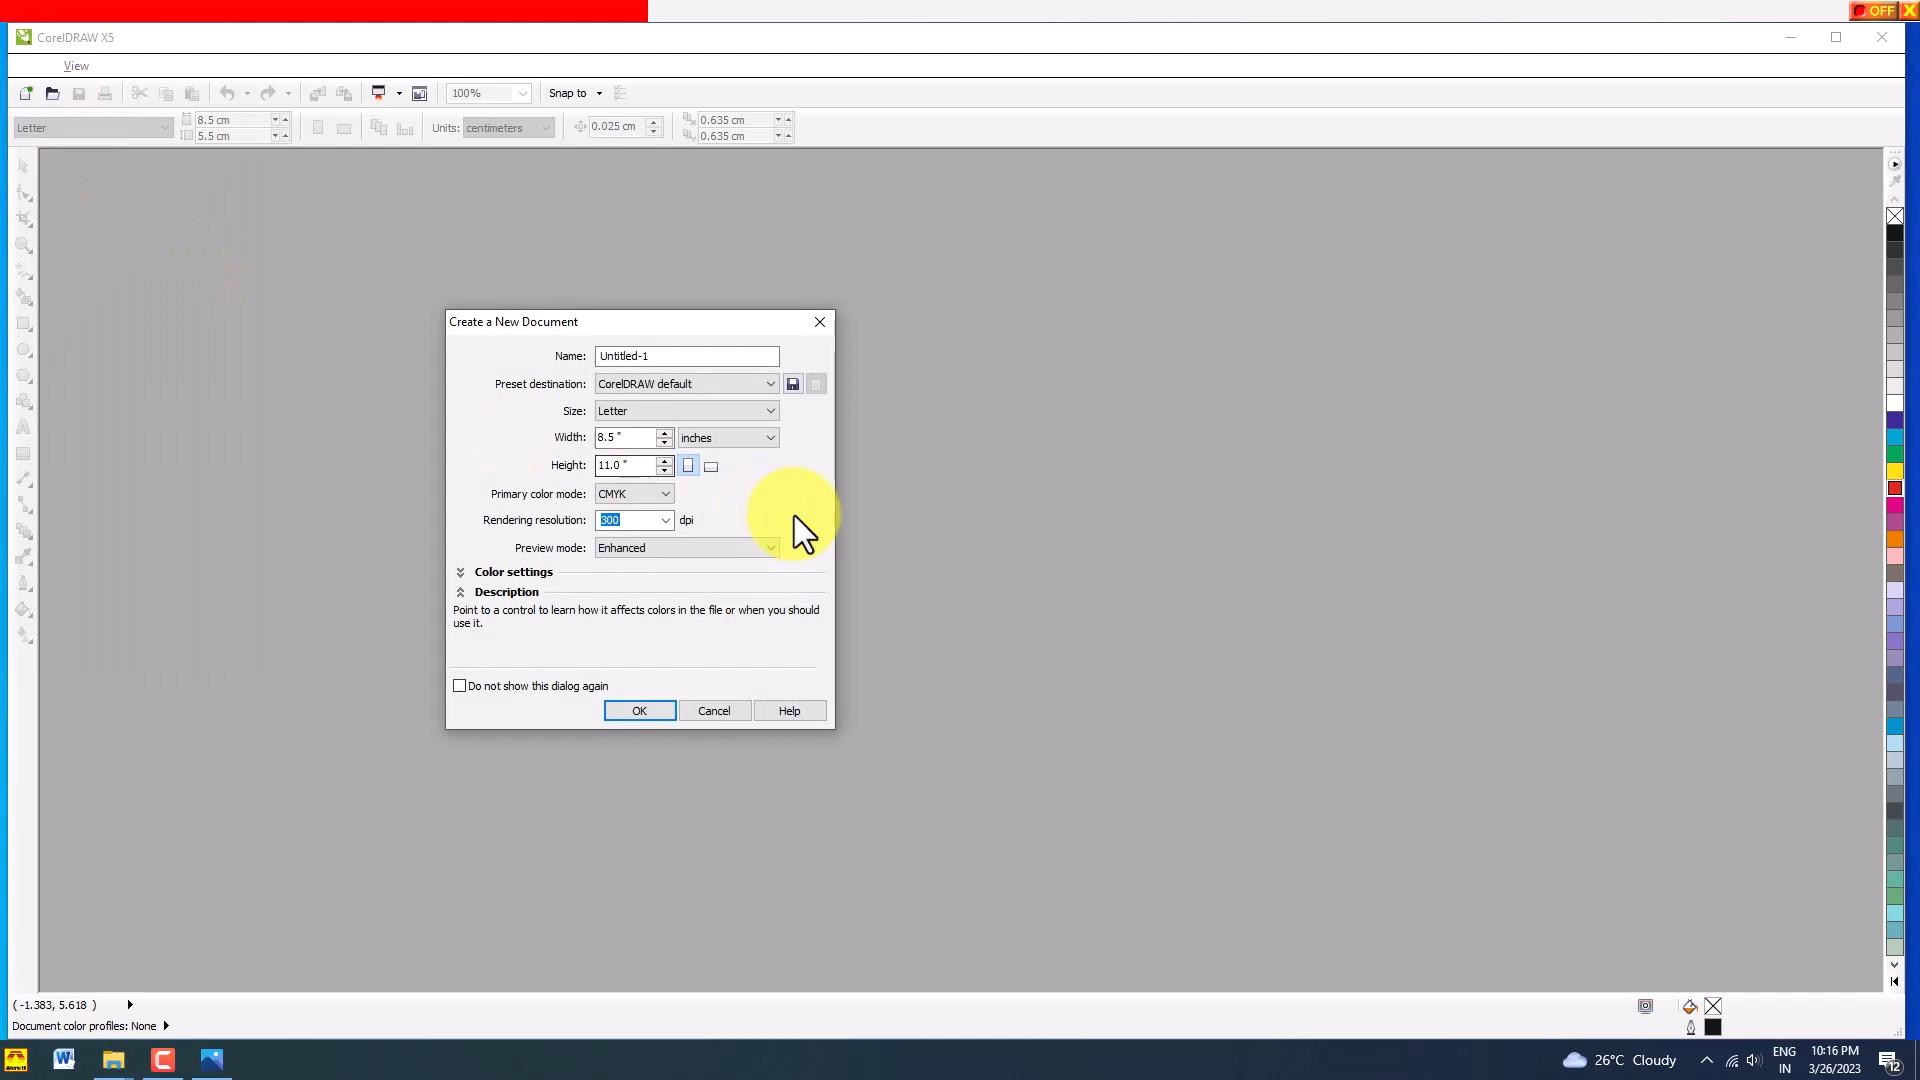 OFF X
CorelDRAW X5
View
100% Snap to
Letter 8.5 cm Units: centimeters 0.025 cm 0.635 cm
5.5 cm 0.635 cm
Create a New Document
Name: Untitled-1
Preset destination: CorelDRAW default
Size: Letter
Width: 8.5 " inches
Height: 11.0 "
Primary color mode: CMYK
Rendering resolution: 300 dpi
Preview mode: Enhanced
Color settings
Description
Point to a control to learn how it affects colors in the file or when you should
use it.
Do not show this dialog again
OK Cancel Help
( -1.383, 5.618 )
Document color profiles: None
26°C Cloudy ENG 10:16 PM
IN 3/26/2023 12